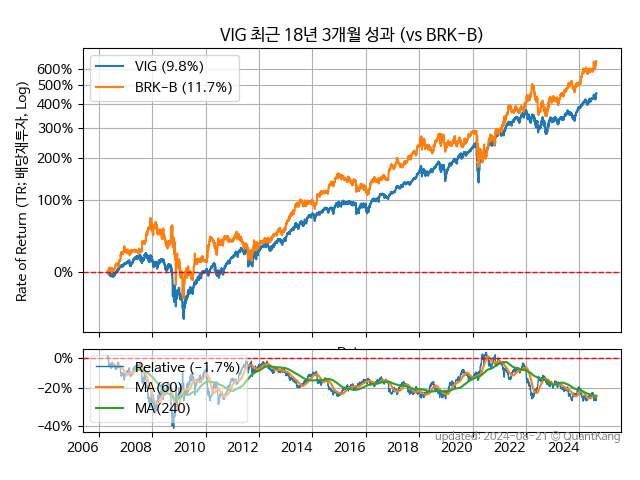 VIG 최근 18년 3개월 성과 (vs BRK-B)
Rate of Return (TR: 배당재투자, Log)
600%
500%
400%
300%
200%
100%
0%
VIG (9.8%)
BRK-B (11.7%)
0%
-20%
-40%
Relative (-1.7%)
MA(60)
MA(240)
2006 2008 2010 2012 2014 2016 2018 2020 2022 2024
updated: 2024-08-21 © QuantKang